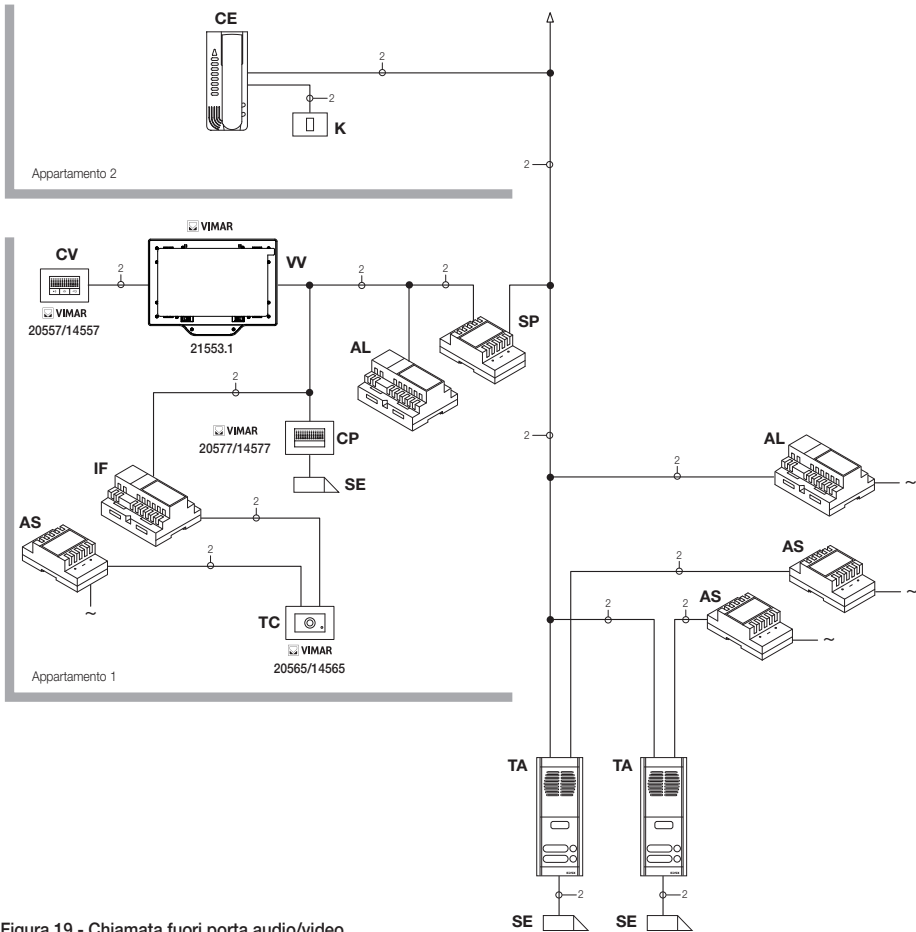 CE
2
2
K
2
Appartamento 2
VIMAR
CV
2
VV
2
2
VIMAR
20557/14557
21553.1
SP
AL
2
2
VIMAR
20577/14577
CP
IF
SE
2
AL
2
AS
2
2
AS
2
AS
2
2
~
~
~
~
TC
VIMAR
20565/14565
Appartamento 1
TA
TA
2
2
SE
SE
Figura 19 - Chiamata fuori porta audio/video